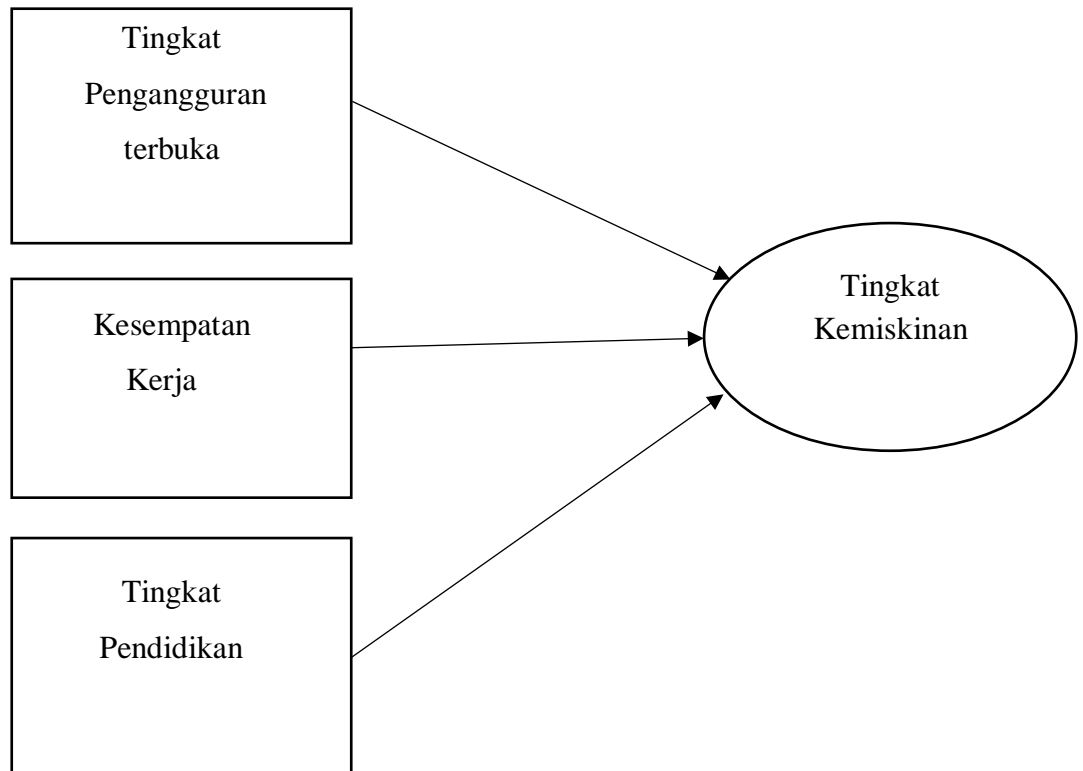 Tingkat
Pengangguran
terbuka
Kesempatan
Kerja
Tingkat
Pendidikan
Tingkat
Kemiskinan